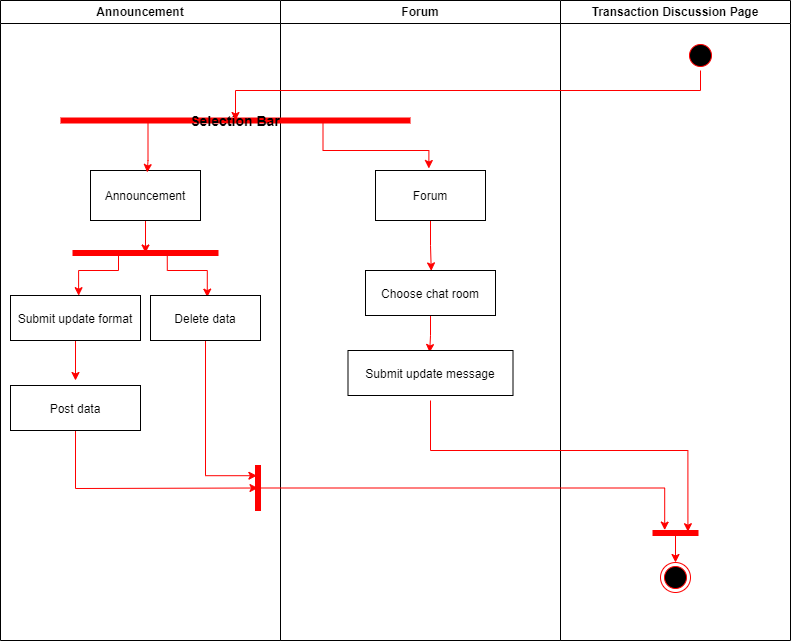 Announcement
Forum
Transaction Discussion Page
Selection Bar
Announcement
Forum
Choose chat room
Submit update format
Delete data
Submit update message
Post data